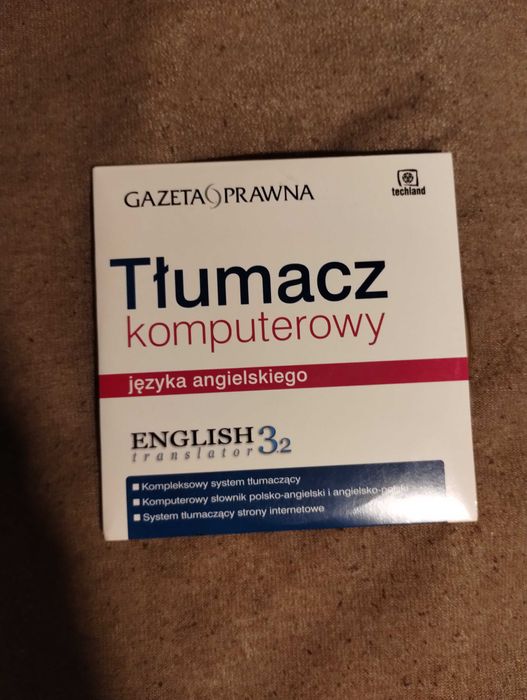 GAZETA PRAWNA
techland
Tłumacz
komputerowy
języka angielskiego
ENGLISH 3.2
translator
Kompleksowy system tłumaczący
Komputerowy słownik polsko-angielski i angielsko-polski
System tłumaczący strony internetowe